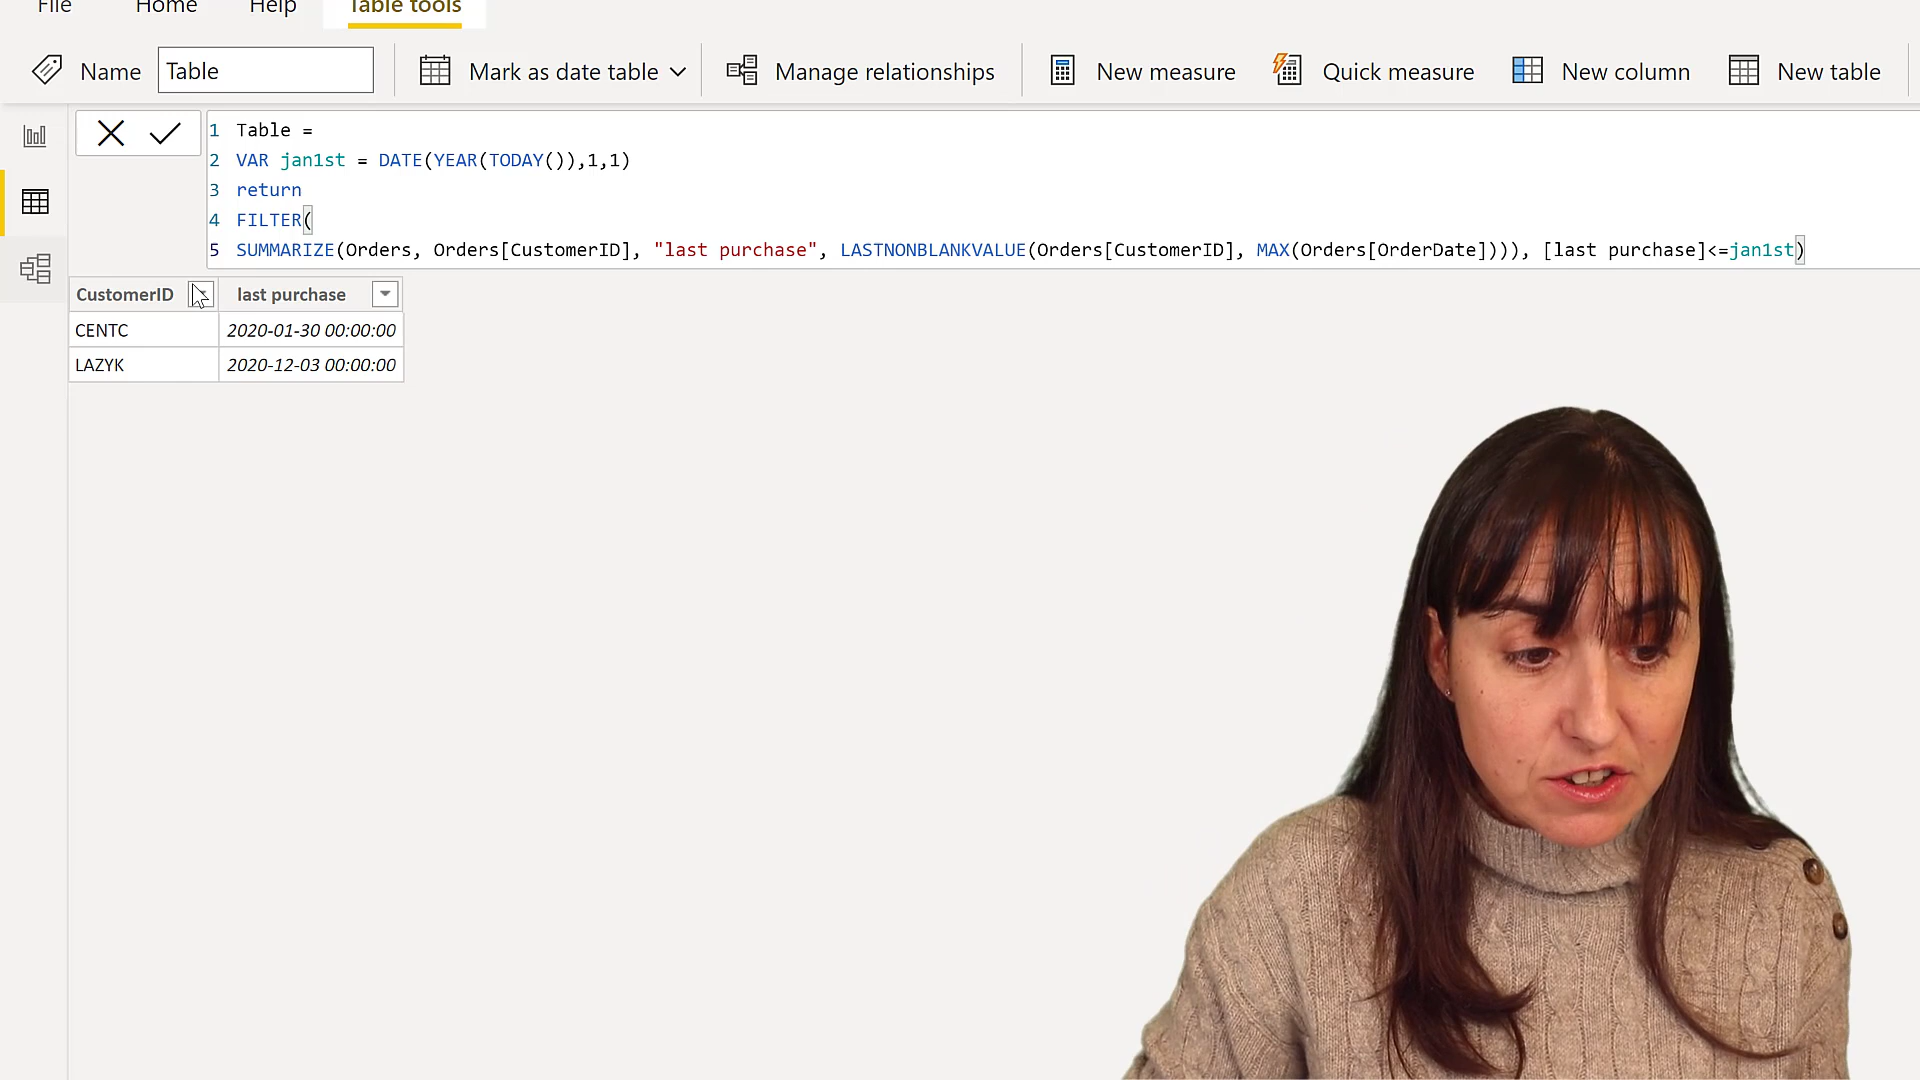 File Home Help Table tools
Name Table Mark as date table Manage relationships New measure Quick measure New column New table
1 Table =
2 VAR jan1st = DATE(YEAR(TODAY()),1,1)
3 return
4 FILTER(
5 SUMMARIZE(Orders, Orders[CustomerID], "last purchase", LASTNONBLANKVALUE(Orders[CustomerID], MAX(Orders[OrderDate]))), [last purchase]<=jan1st)
CustomerID last purchase
CENTC 2020-01-30 00:00:00
LAZYK 2020-12-03 00:00:00